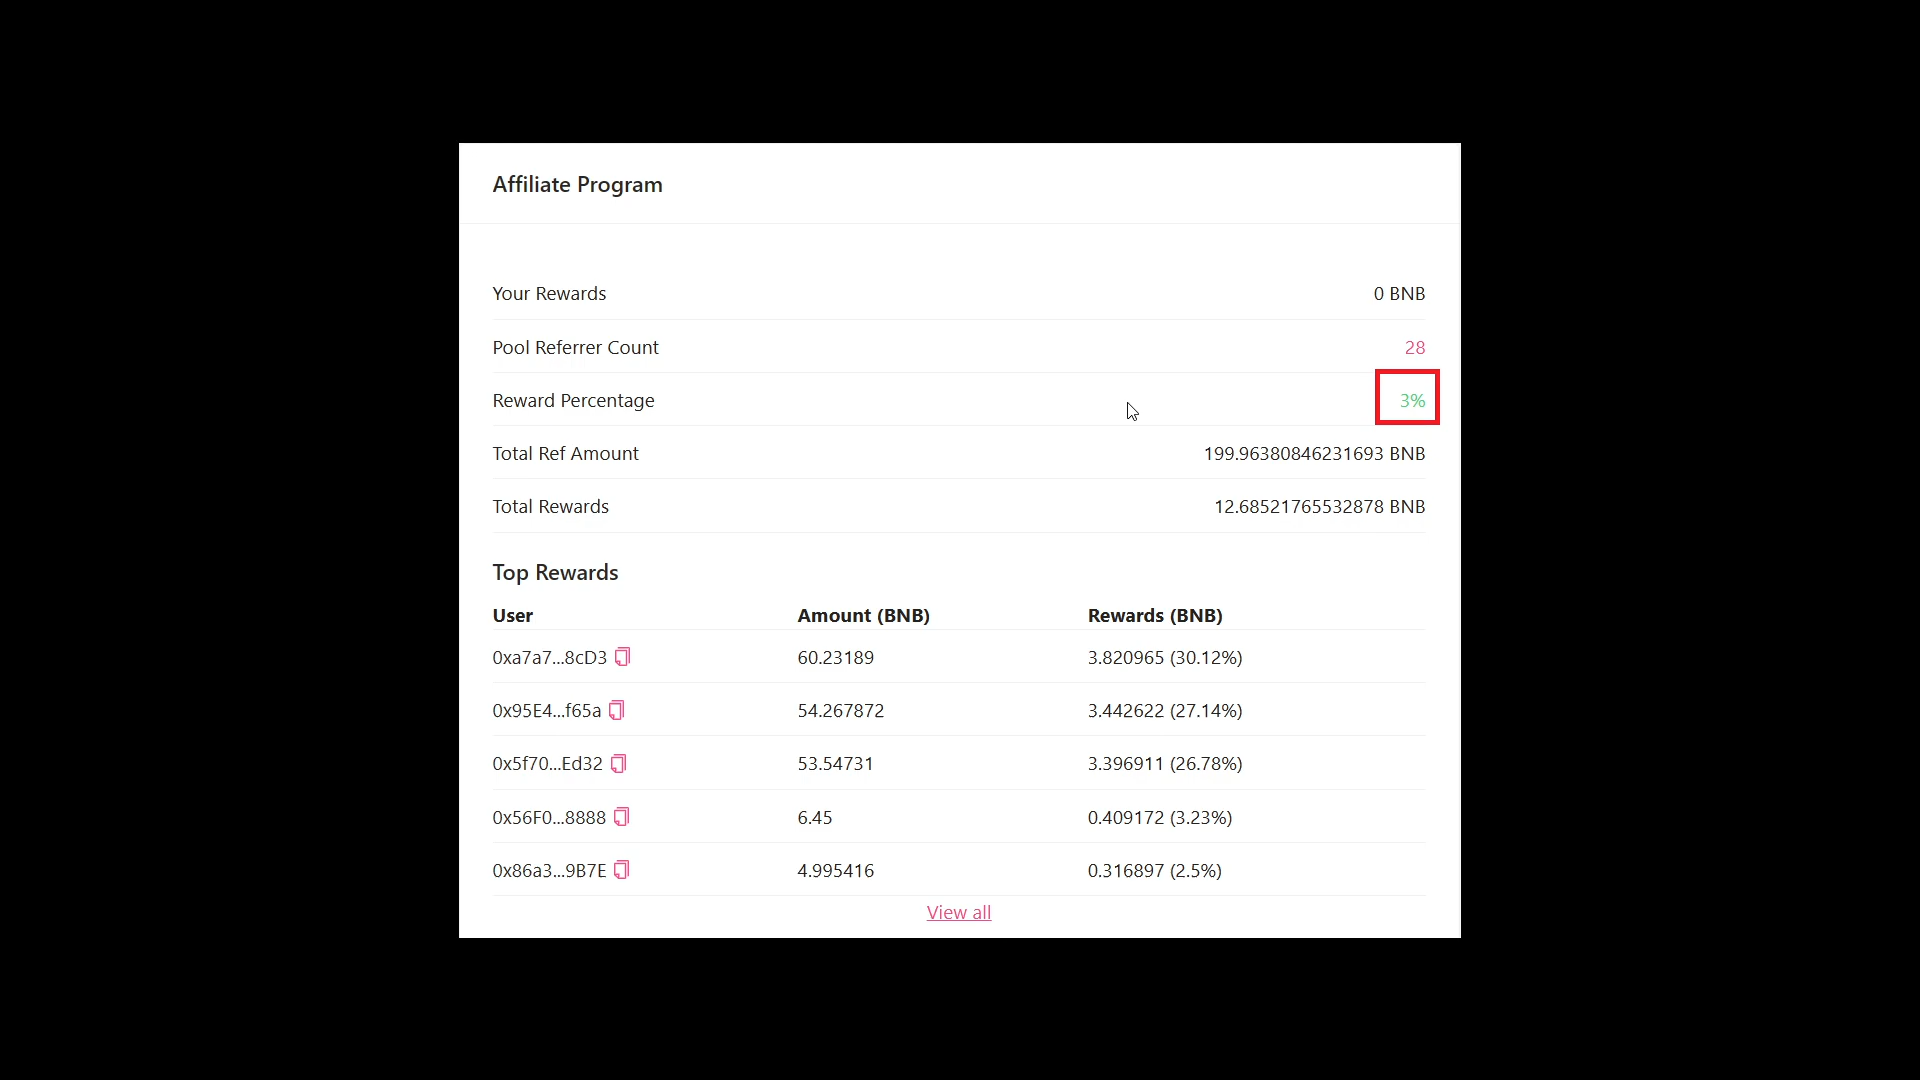 Affiliate Program
Your Rewards 0 BNB
Pool Referrer Count 28
Reward Percentage 3%
Total Ref Amount 199.96380846231693 BNB
Total Rewards 12.68521765532878 BNB
Top Rewards
User Amount (BNB) Rewards (BNB)
0xa7a7...8cD3 60.23189 3.820965 (30.12%)
0x95E4...f65a 54.267872 3.442622 (27.14%)
0x5f70...Ed32 53.54731 3.396911 (26.78%)
0x56F0...8888 6.45 0.409172 (3.23%)
0x86a3...9B7E 4.995416 0.316897 (2.5%)
View all